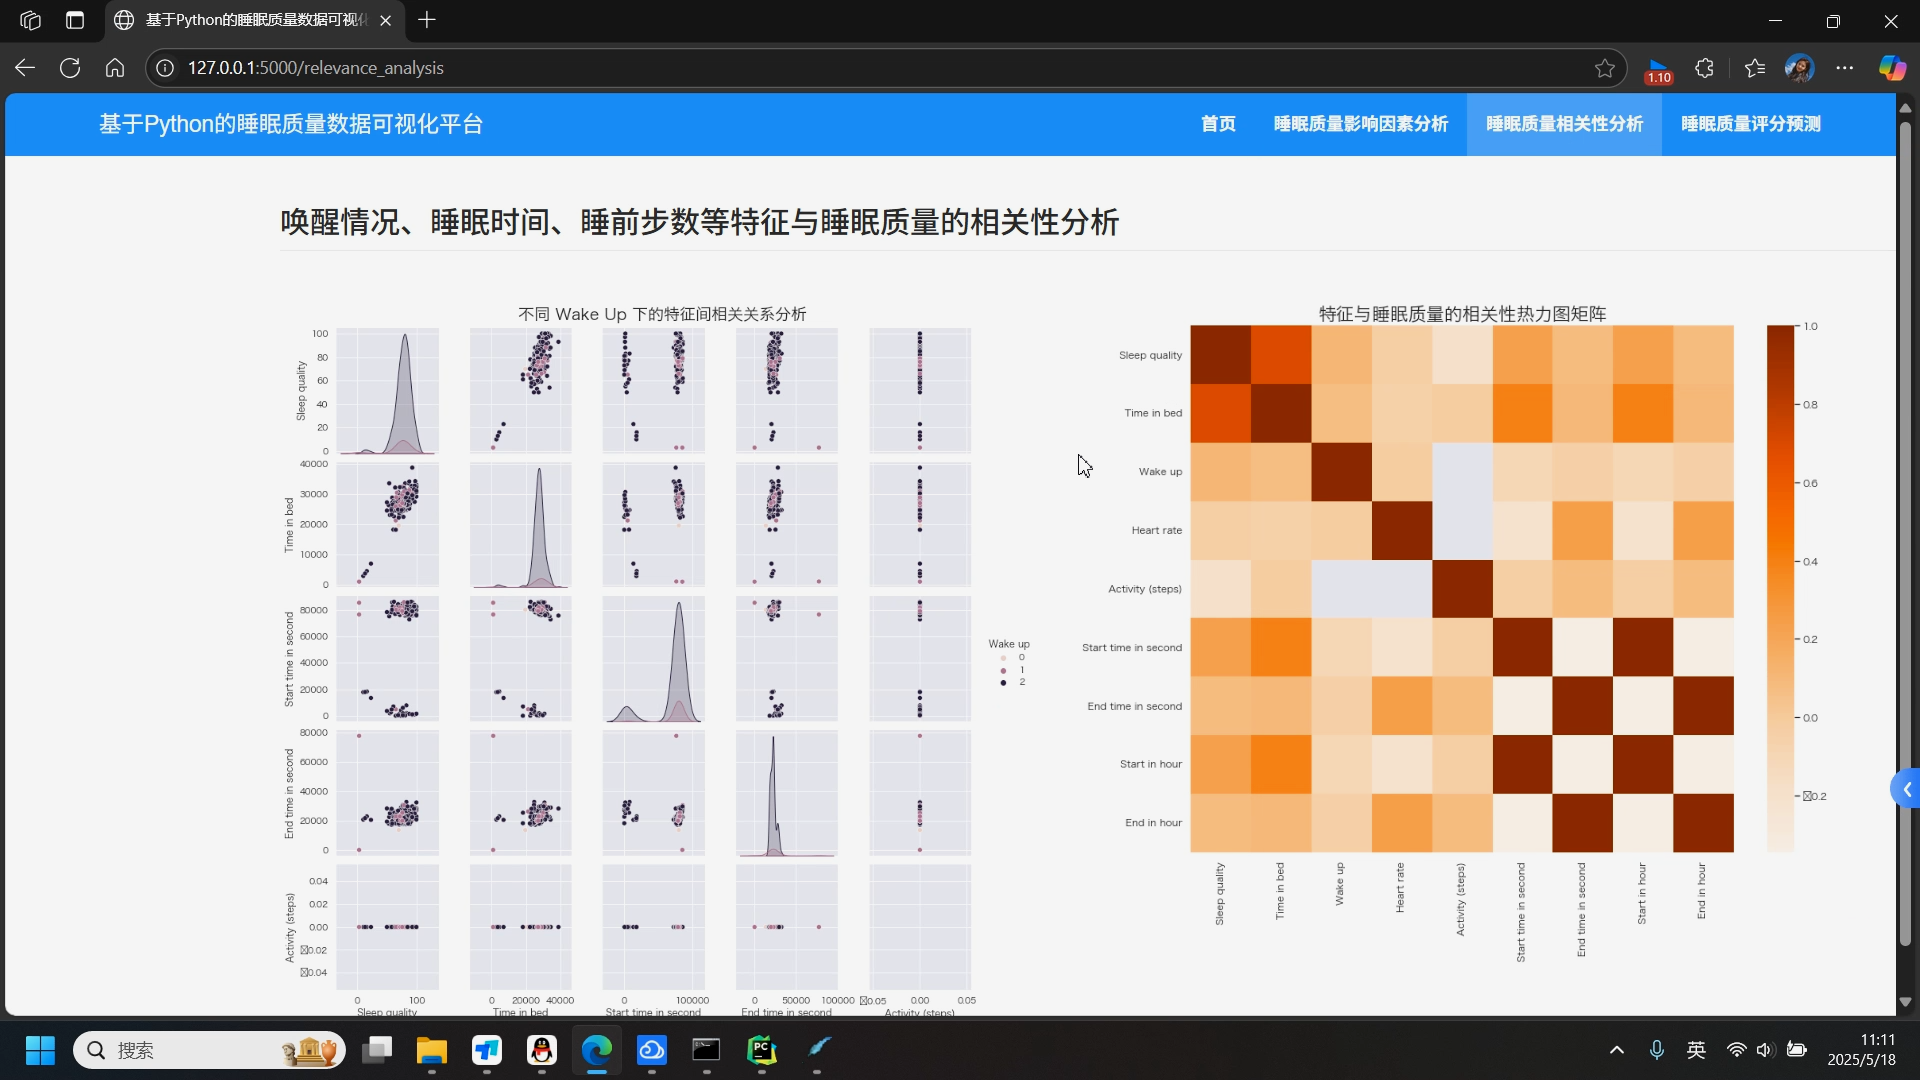 基于Python的睡眠质量数据可视化
127.0.0.1:5000/relevance_analysis
1.10
基于Python的睡眠质量数据可视化平台
首页
睡眠质量影响因素分析
睡眠质量相关性分析
睡眠质量评分预测
唤醒情况、睡眠时间、睡前步数等特征与睡眠质量的相关性分析
不同 Wake Up 下的特征间相关关系分析
Sleep quality
100
80
60
40
20
0
Time in bed
40000
30000
20000
10000
0
Start time in second
80000
60000
40000
20000
0
End time in second
80000
60000
40000
20000
0
Activity (steps)
0.04
0.02
0.00
0.02
0.04
0
100
0
20000
40000
0
100000
0
50000
100000
0.05
0.00
0.05
Sleep quality
Time in bed
Start time in second
End time in second
Activity (steps)
Wake up
0
1
2
特征与睡眠质量的相关性热力图矩阵
Sleep quality
Time in bed
Wake up
Heart rate
Activity (steps)
Start time in second
End time in second
Start in hour
End in hour
Sleep quality
Time in bed
Wake up
Heart rate
Activity (steps)
Start time in second
End time in second
Start in hour
End in hour
1.0
0.8
0.6
0.4
0.2
0.0
0.2
搜索
英
11:11
2025/5/18